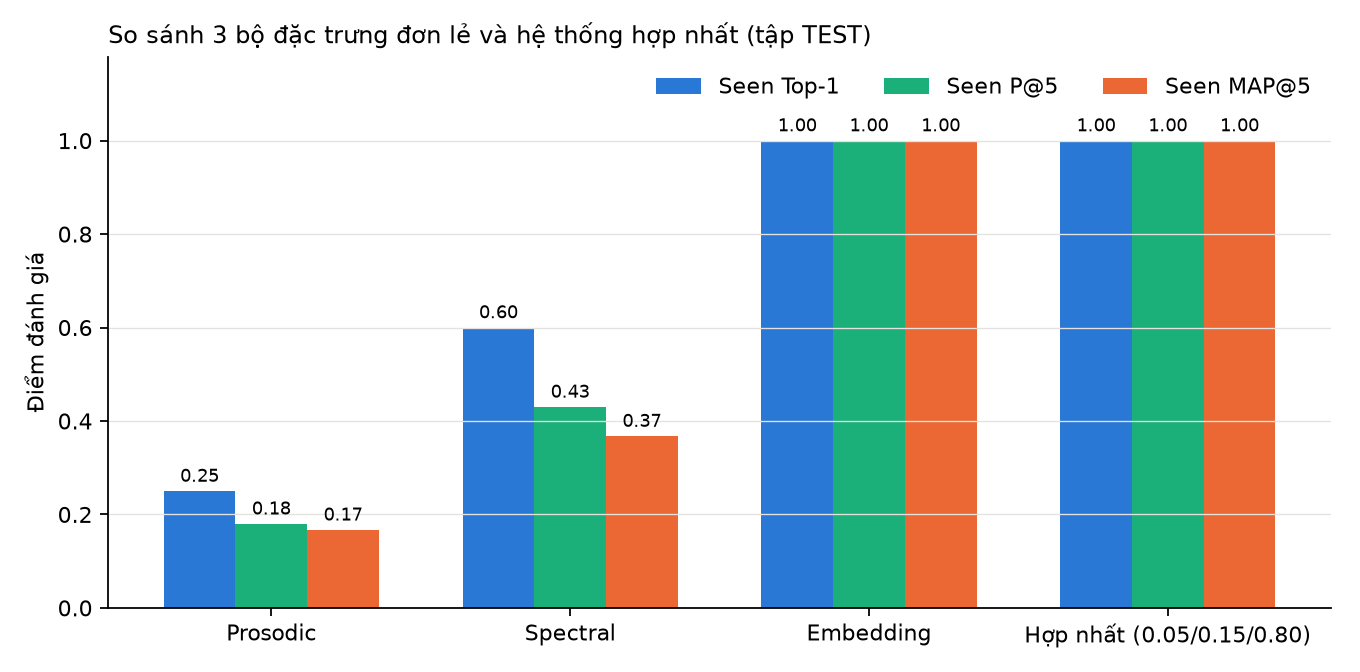 So sánh 3 bộ đặc trưng đơn lẻ và hệ thống hợp nhất (tập TEST)
Seen Top-1 Seen P@5 Seen MAP@5
Điểm đánh giá
1.0
0.8
0.6
0.4
0.2
0.0
0.25 0.18 0.17
0.60 0.43 0.37
1.00 1.00 1.00
1.00 1.00 1.00
Prosodic Spectral Embedding Hợp nhất (0.05/0.15/0.80)